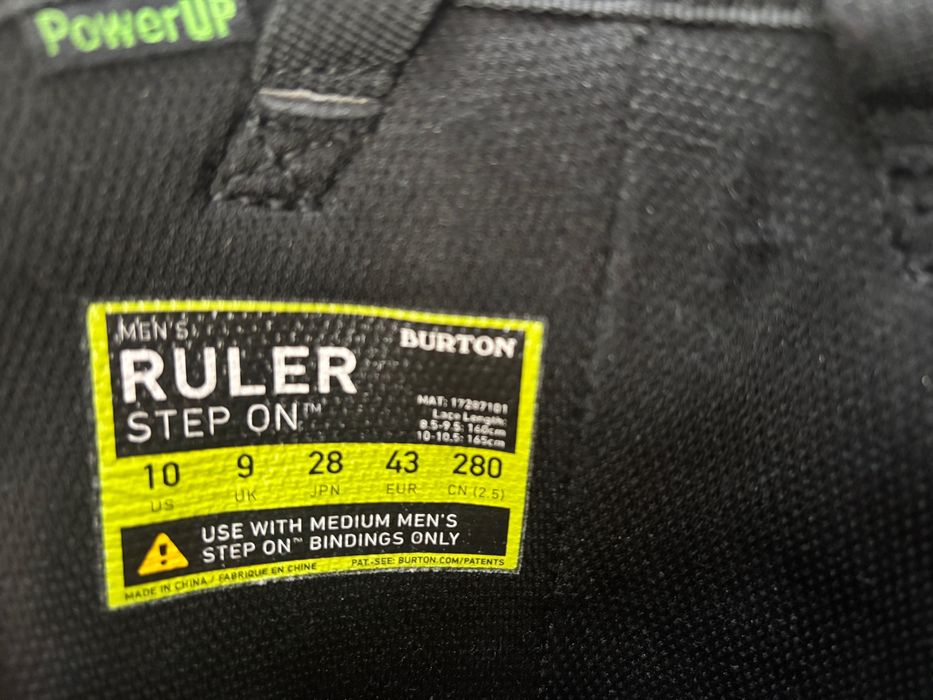 PowerUP
MEN'S
BURTON
RULER
STEP ON™
MAT: 17287101
Lace Length:
8.5-9.5: 160cm
10-10.5: 165cm
10 9 28 43 280
US UK JPN EUR CN (2.5)
USE WITH MEDIUM MEN'S
STEP ON™ BINDINGS ONLY
MADE IN CHINA / FABRIQUE EN CHINE PAT.-SEE: BURTON.COM/PATENTS